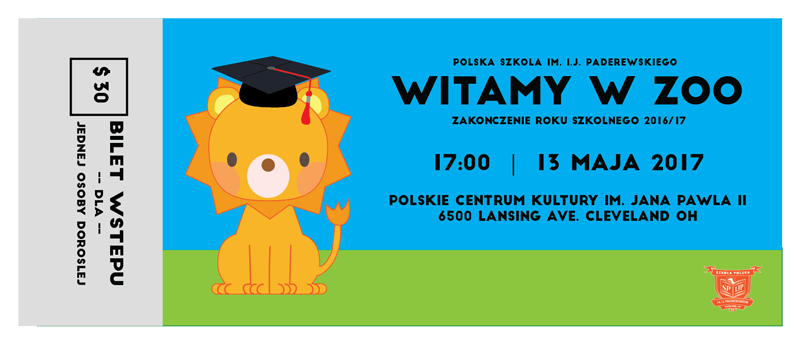 $ 30
BILET WSTEPU
-- DLA --
JEDNEJ OSOBY DOROSLEJ
POLSKA SZKOLA IM. I.J. PADEREWSKIEGO
WITAMY W ZOO
ZAKONCZENIE ROKU SZKOLNEGO 2016/17
17:00 | 13 MAJA 2017
POLSKIE CENTRUM KULTURY IM. JANA PAWLA II
6500 LANSING AVE. CLEVELAND OH
SZKOLA POLSKA